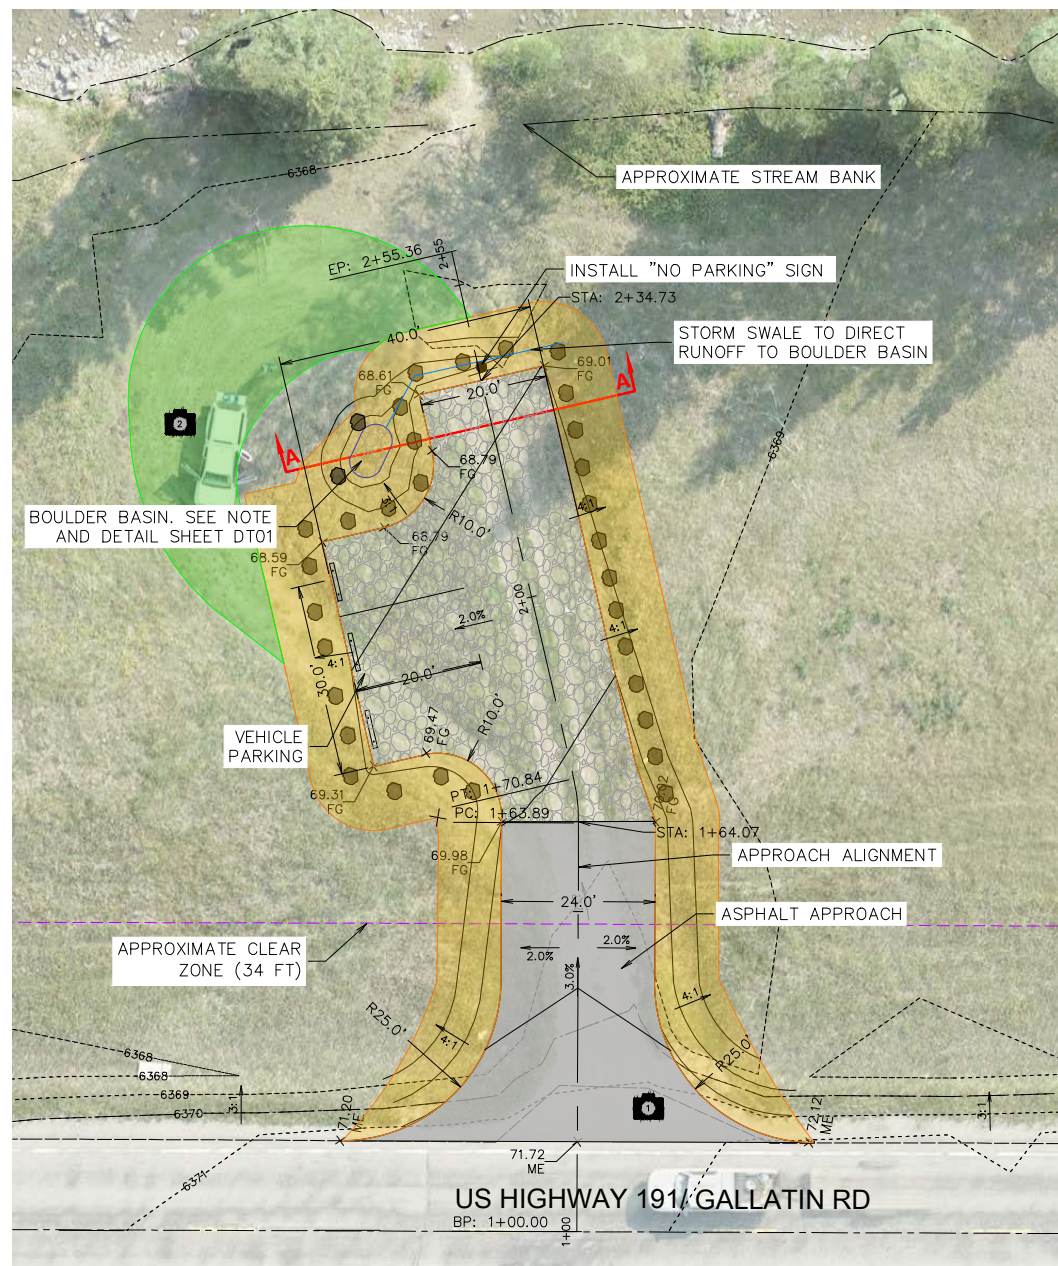 6368
APPROXIMATE STREAM BANK
EP: 2+55.36
2+55
INSTALL "NO PARKING" SIGN
STA: 2+34.73
40.0'
STORM SWALE TO DIRECT
RUNOFF TO BOULDER BASIN
68.61
FG
69.01
FG
A
20.0'
2
6369
A
68.79
FG
4:1
BOULDER BASIN. SEE NOTE
AND DETAIL SHEET DT01
R10.0'
68.79
FG
68.59
FG
2+00
2.0%
4:1
4:1
30.0'
20.0'
R10.0'
VEHICLE
PARKING
69.47
FG
PT: 1+70.84
69.31
FG
PC: 1+63.89
FG
STA: 1+64.07
69.98
FG
APPROACH ALIGNMENT
24.0'
ASPHALT APPROACH
APPROXIMATE CLEAR
ZONE (34 FT)
2.0%
2.0%
3.0%
4:1
R25.0'
4:1
R25.0'
6368
6368
6369
6370
3:1
3:1
1
71.20
ME
72.12
ME
71.72
ME
6371
US HIGHWAY 191/ GALLATIN RD
BP: 1+00.00
1+00